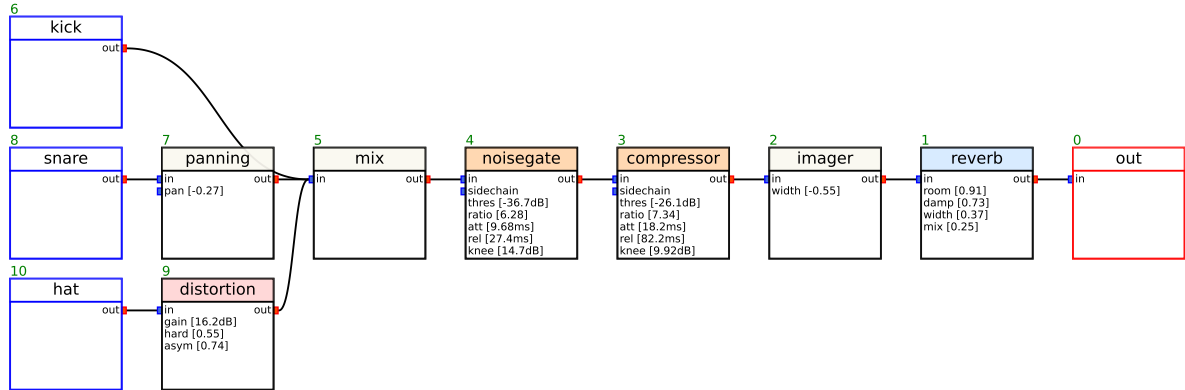 6
kick
out
8
snare
out
7
panning
in
out
pan [-0.27]
5
mix
in
out
4
noisegate
in
out
sidechain
thres [-36.7dB]
ratio [6.28]
att [9.68ms]
rel [27.4ms]
knee [14.7dB]
3
compressor
in
out
sidechain
thres [-26.1dB]
ratio [7.34]
att [18.2ms]
rel [82.2ms]
knee [9.92dB]
2
imager
in
out
width [-0.55]
1
reverb
in
out
room [0.91]
damp [0.73]
width [0.37]
mix [0.25]
0
out
in
10
hat
out
9
distortion
in
out
gain [16.2dB]
hard [0.55]
asym [0.74]